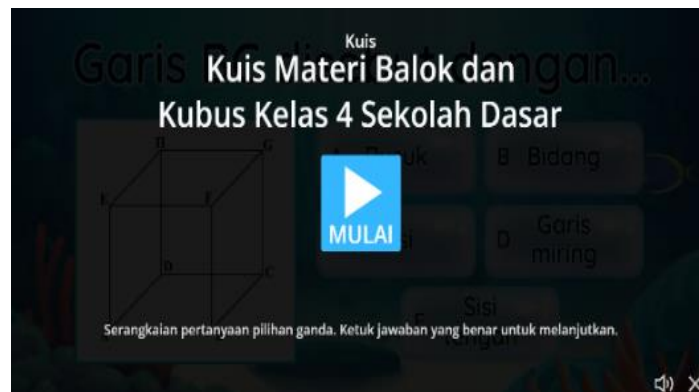 Kuis
Kuis Materi Balok dan
Kubus Kelas 4 Sekolah Dasar
MULAI
Serangkaian pertanyaan pilihan ganda. Ketuk jawaban yang benar untuk melanjutkan.
Garis
B Bidang
H
G
E
F
D
C
D Garis
miring
Sisi